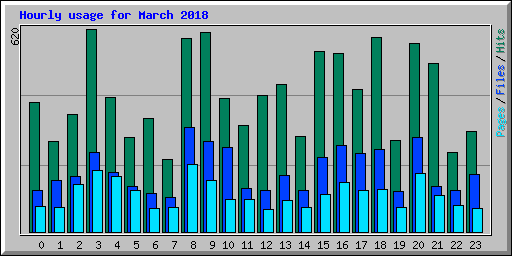 Hourly usage for March 2018
620
Pages/Files/Hits
0 1 2 3 4 5 6 7 8 9 10 11 12 13 14 15 16 17 18 19 20 21 22 23